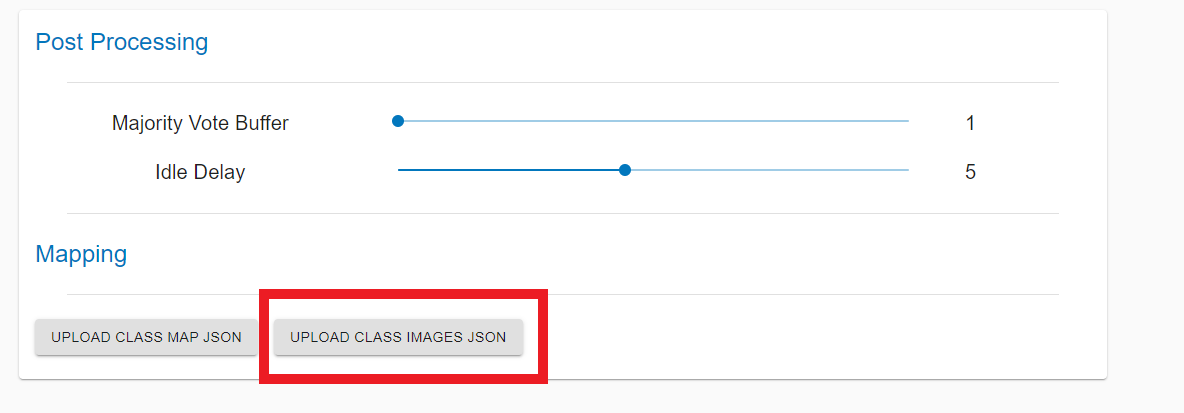 Post Processing
Majority Vote Buffer 1
Idle Delay 5
Mapping
UPLOAD CLASS MAP JSON UPLOAD CLASS IMAGES JSON